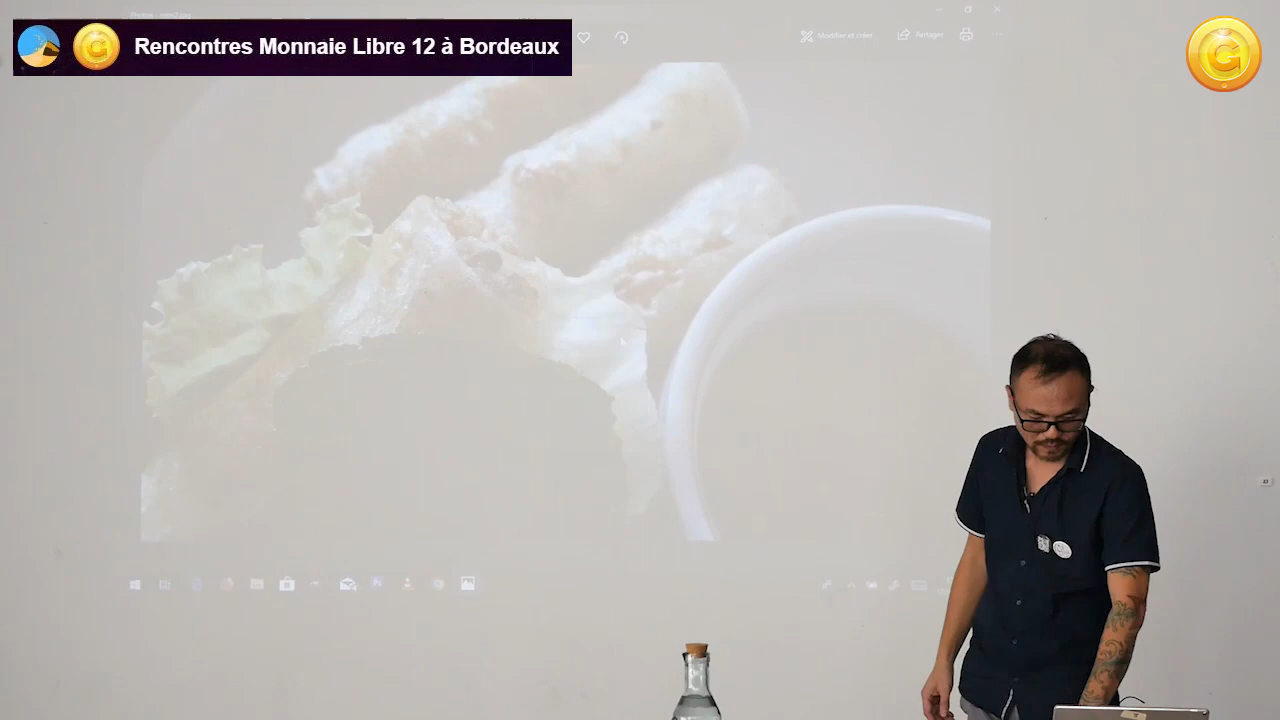 Rencontres Monnaie Libre 12 à Bordeaux
Modifier et créer
Partager